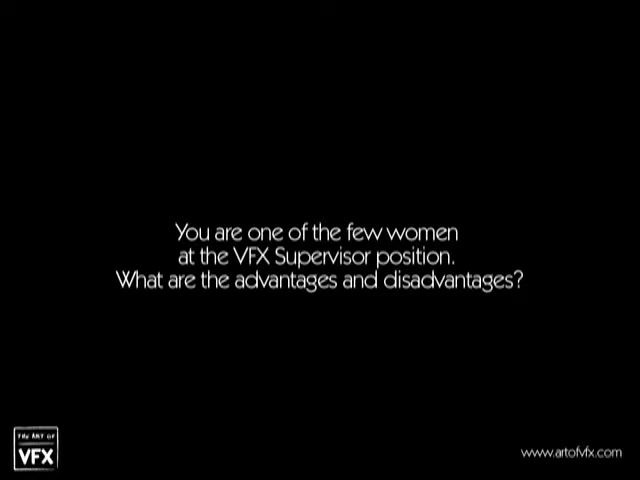 You are one of the few women
at the VFX Supervisor position.
What are the advantages and disadvantages?
THE ART OF
VFX
www.artofvfx.com